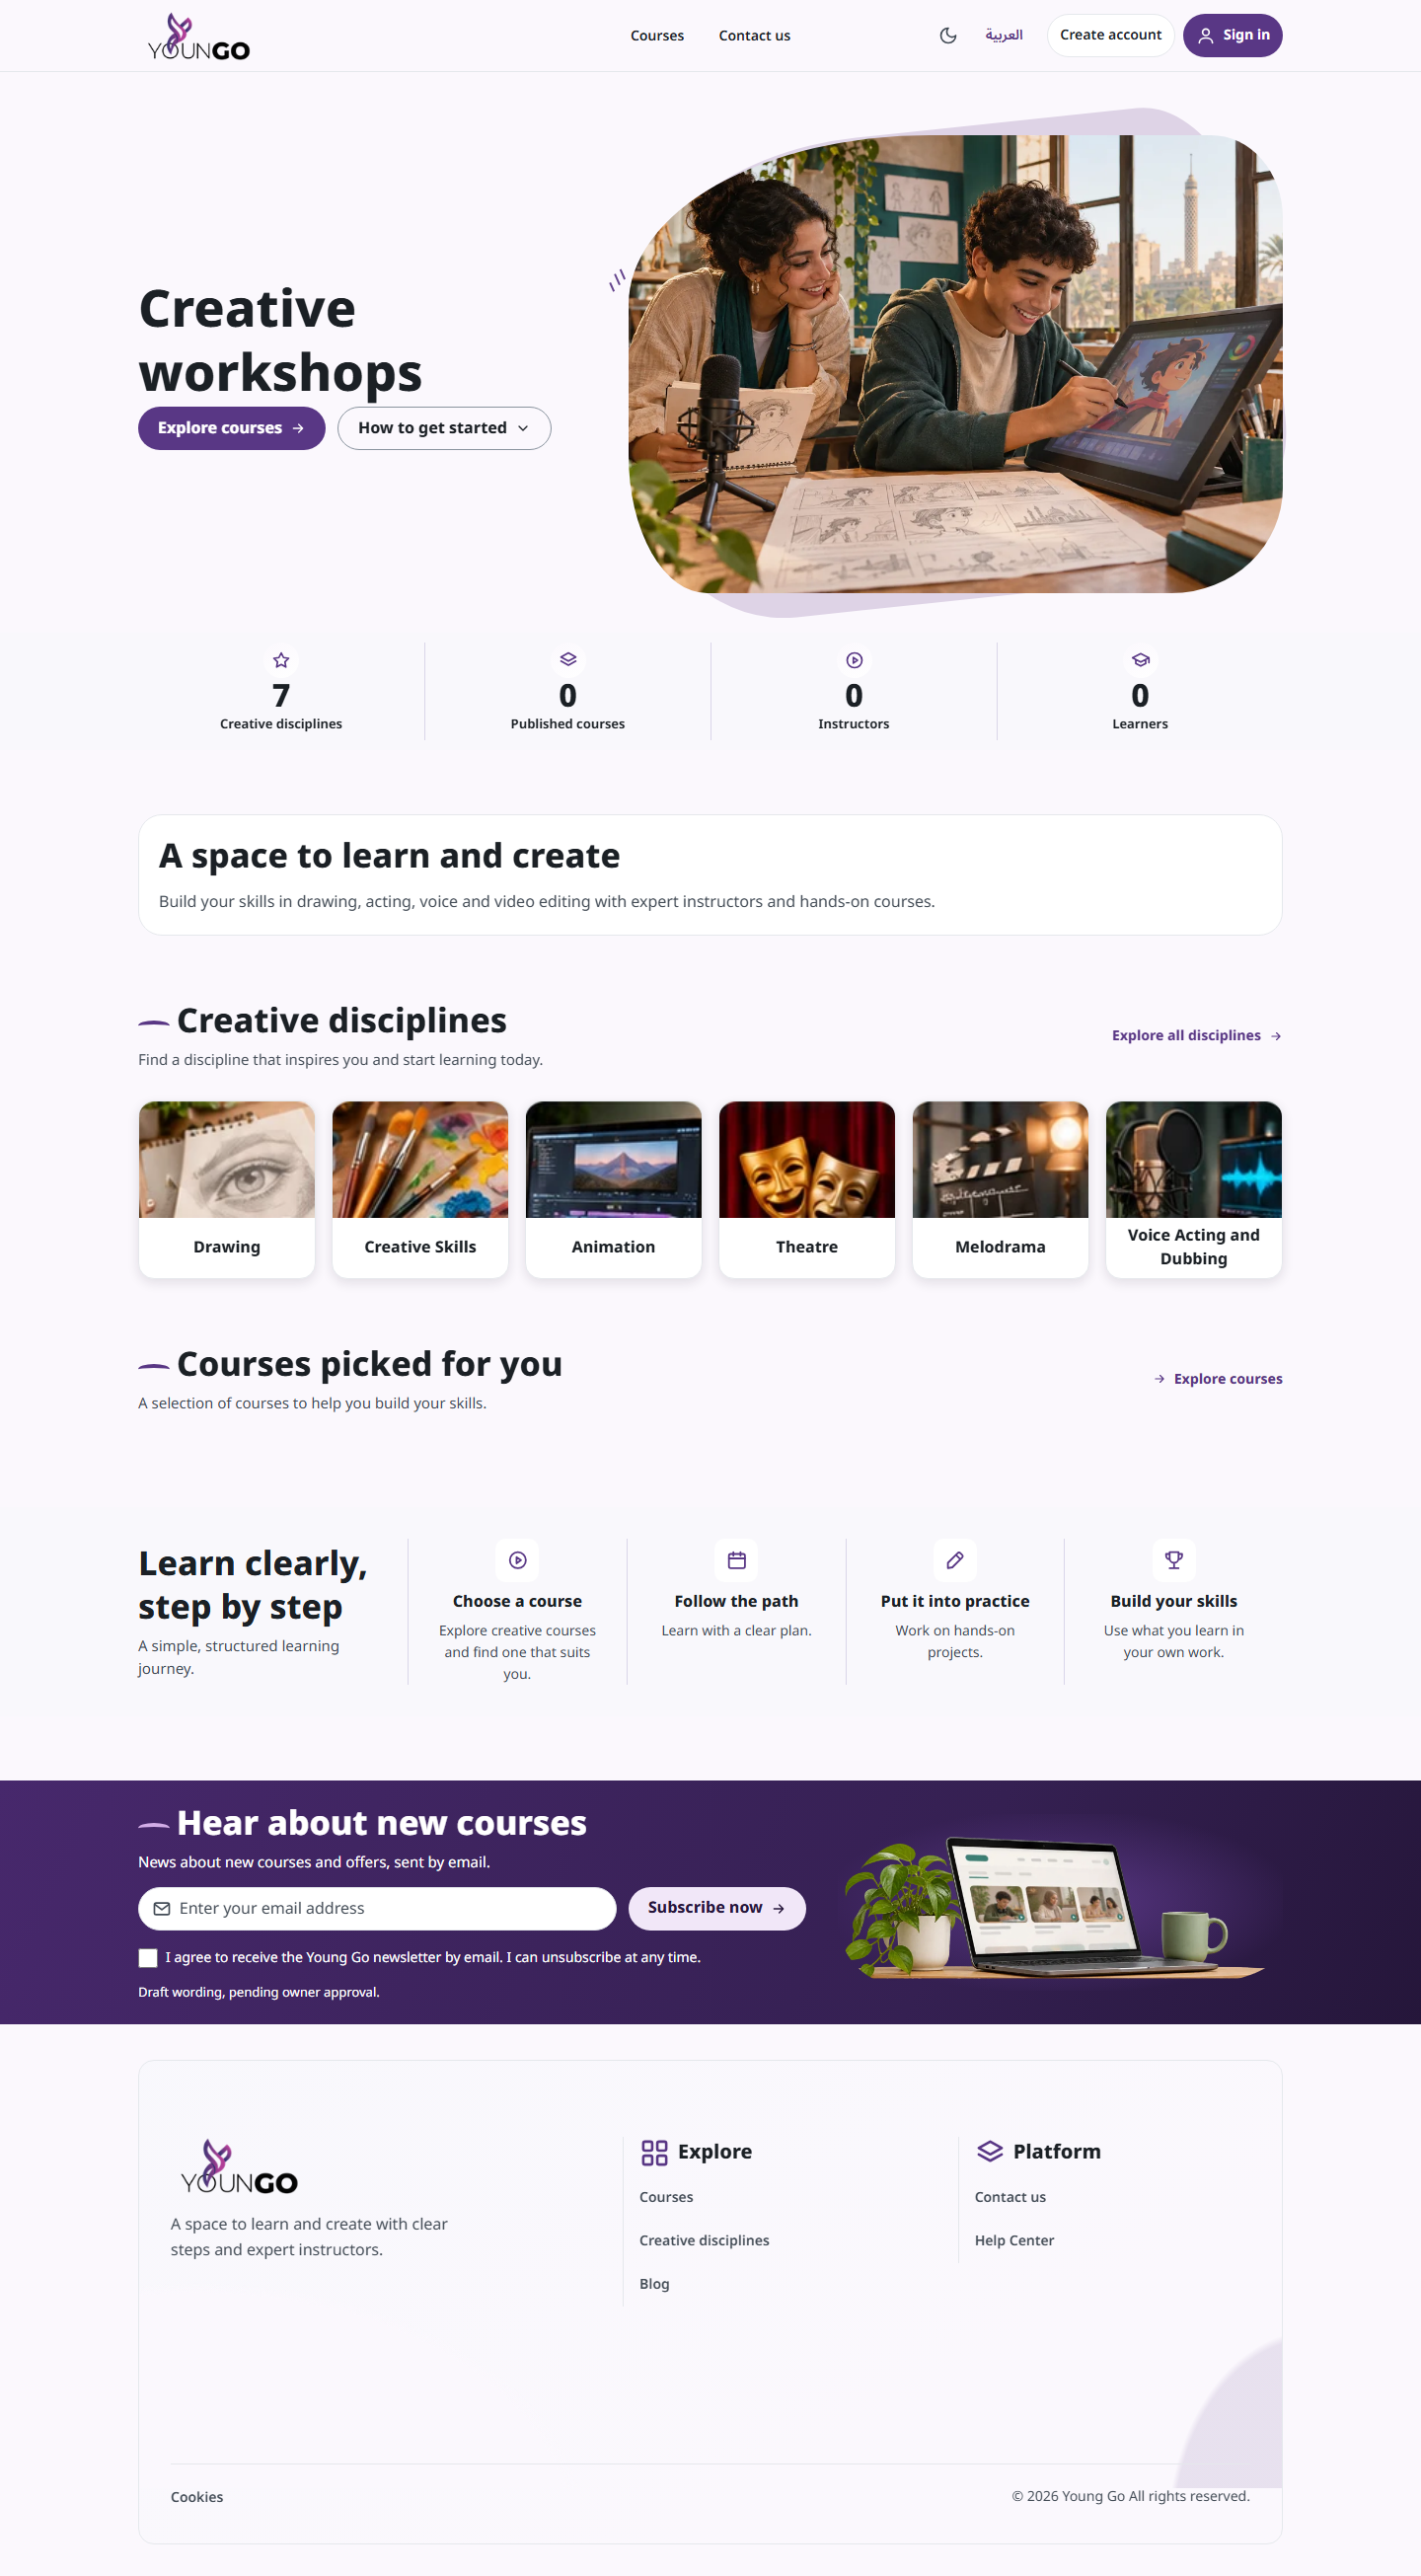 YOUNGO
Courses
Contact us
العربية
Create account
Sign in
Creative
workshops
Explore courses
How to get started
7
Creative disciplines
0
Published courses
0
Instructors
0
Learners
A space to learn and create
Build your skills in drawing, acting, voice and video editing with expert instructors and hands-on courses.
Creative disciplines
Find a discipline that inspires you and start learning today.
Explore all disciplines
Drawing
Creative Skills
Animation
Theatre
Melodrama
Voice Acting and
Dubbing
Courses picked for you
A selection of courses to help you build your skills.
Explore courses
Learn clearly,
step by step
A simple, structured learning
journey.
Choose a course
Explore creative courses
and find one that suits
you.
Follow the path
Learn with a clear plan.
Put it into practice
Work on hands-on
projects.
Build your skills
Use what you learn in
your own work.
Hear about new courses
News about new courses and offers, sent by email.
Enter your email address
Subscribe now
I agree to receive the Young Go newsletter by email. I can unsubscribe at any time.
Draft wording, pending owner approval.
YOUNGO
A space to learn and create with clear
steps and expert instructors.
Explore
Courses
Creative disciplines
Blog
Platform
Contact us
Help Center
Cookies
© 2026 Young Go All rights reserved.